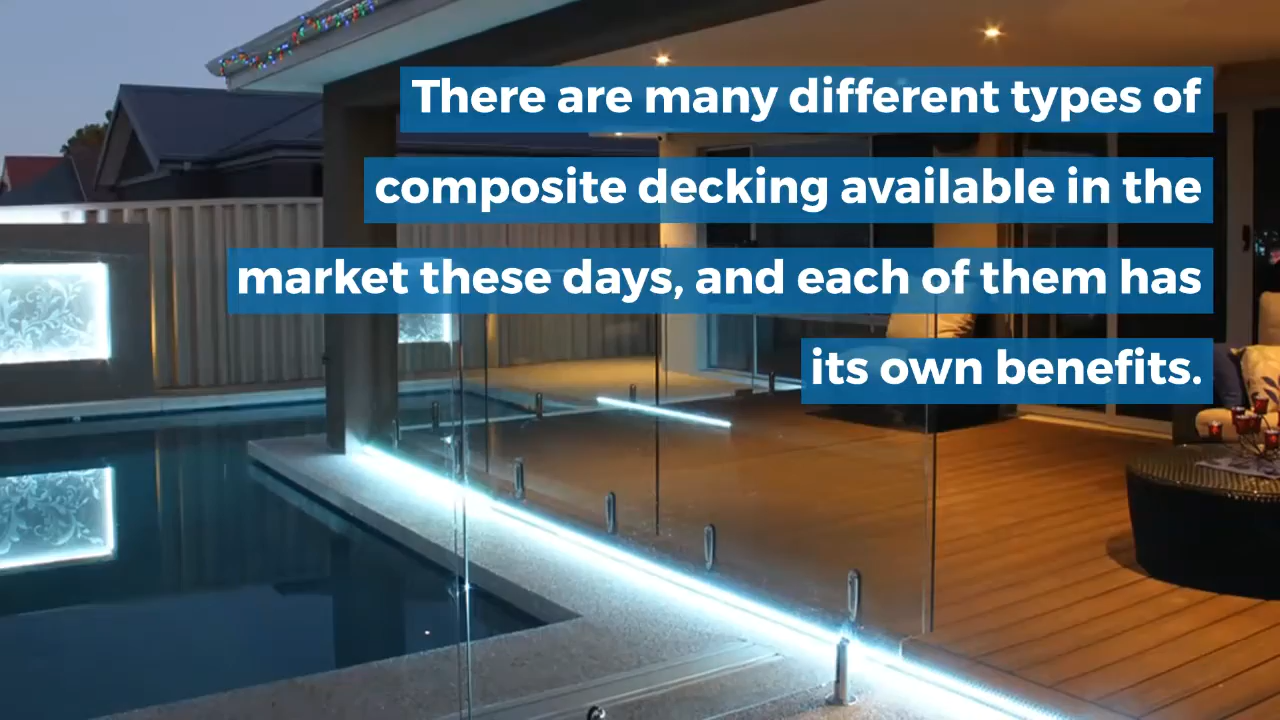 There are many different types of
composite decking available in the
market these days, and each of them has
its own benefits.